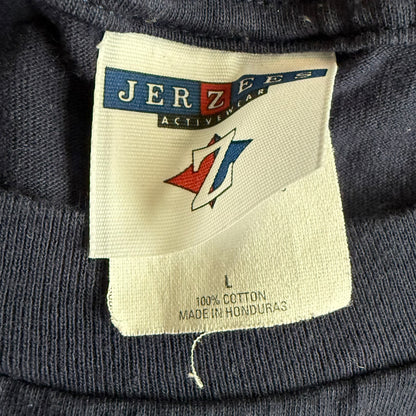 JERZEES
ACTIVEWEAR
Z
L
100% COTTON
MADE IN HONDURAS